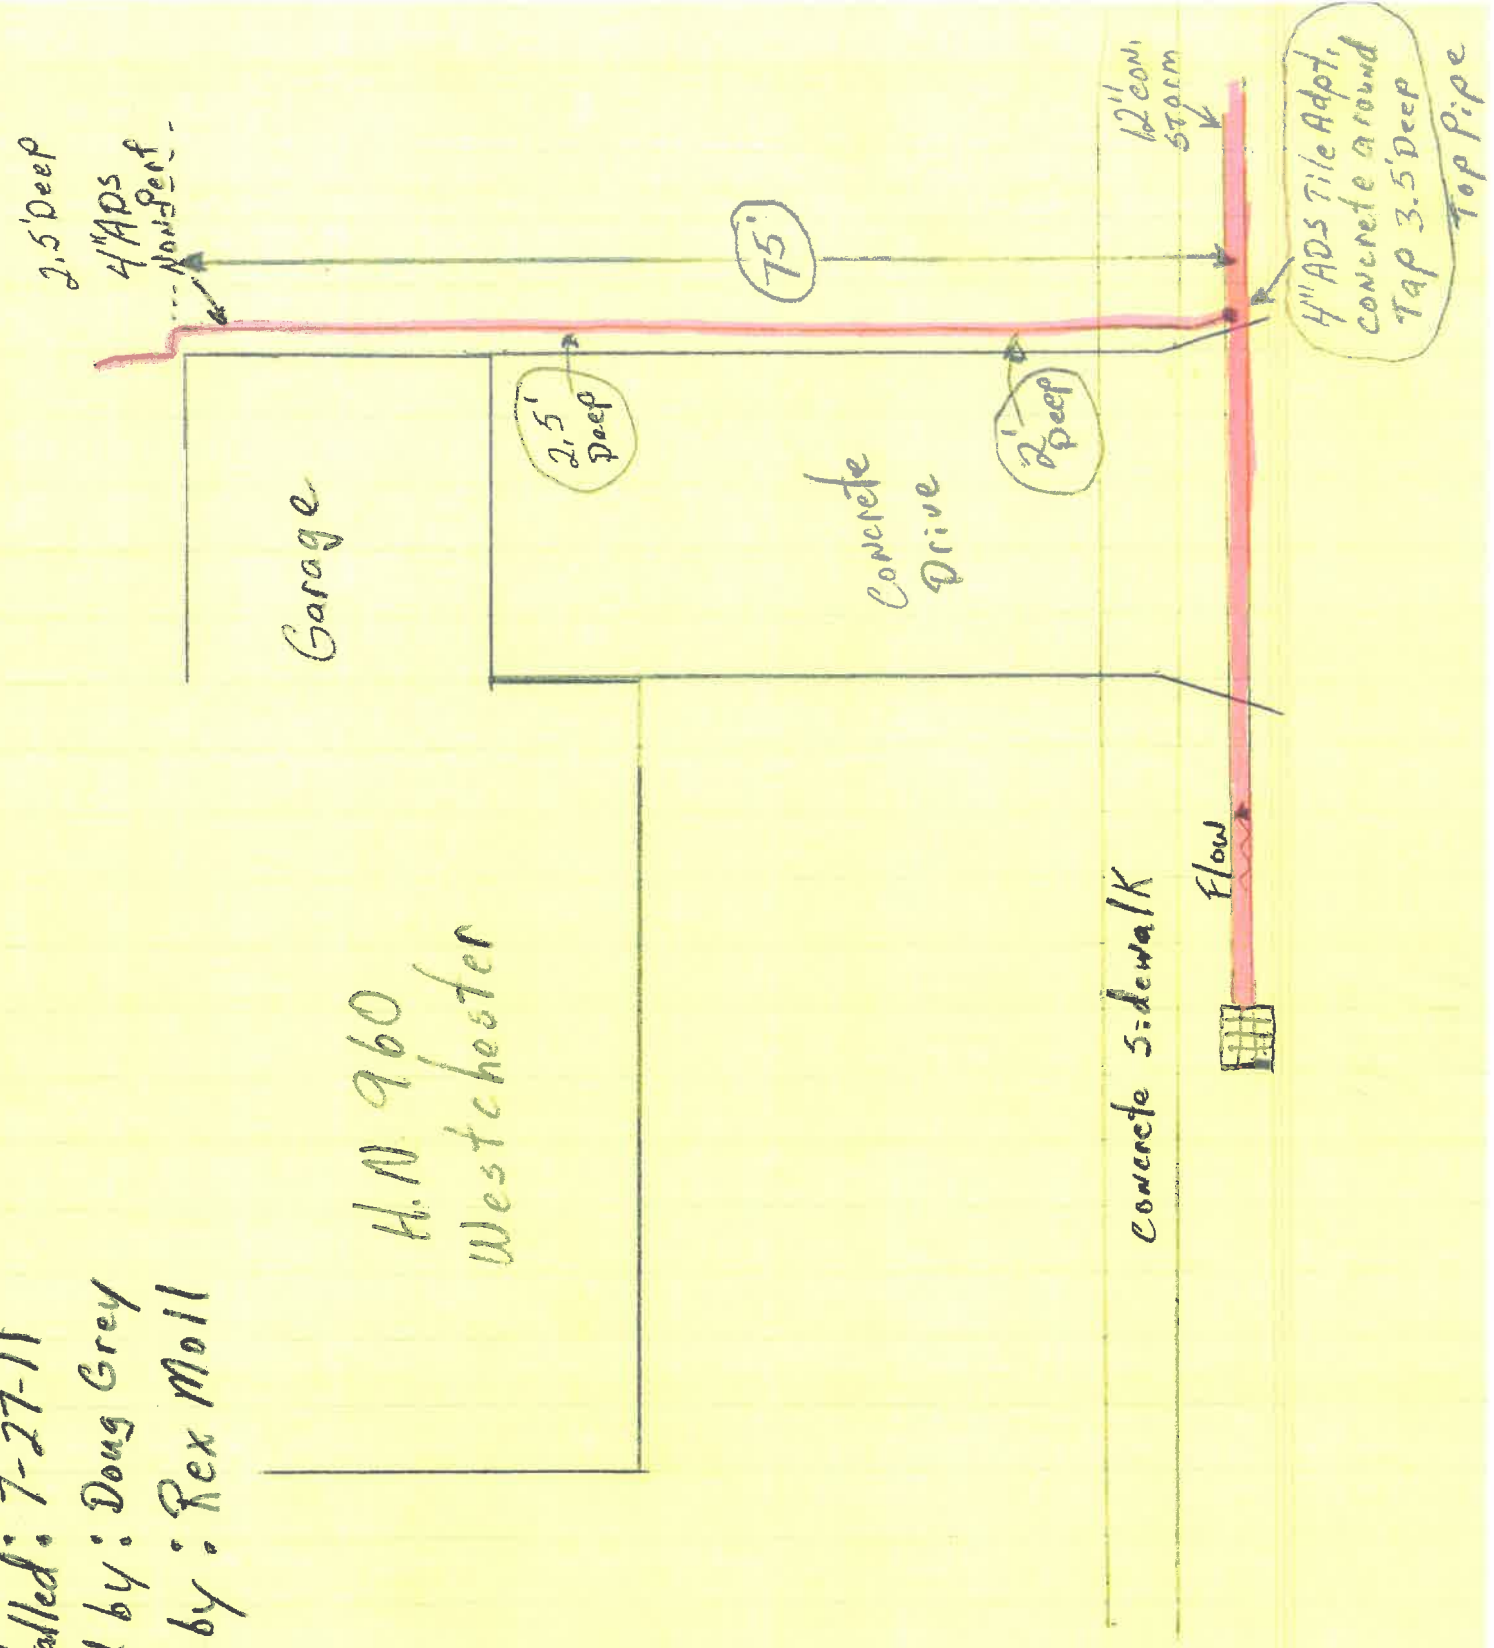 alled: 7-27-11
by: Doug Grey
by: Rex Moll
H.N 960
Westchester
Garage
2.5' Deep
4" ADS
Non-Perf.
2.5'
Deep
75'
Concrete
Drive
2'
Deep
Concrete Sidewalk
Flow
12" CON.
STORM
4" ADS Tile Adpt.
concrete around
Tap 3.5' Deep
Top Pipe